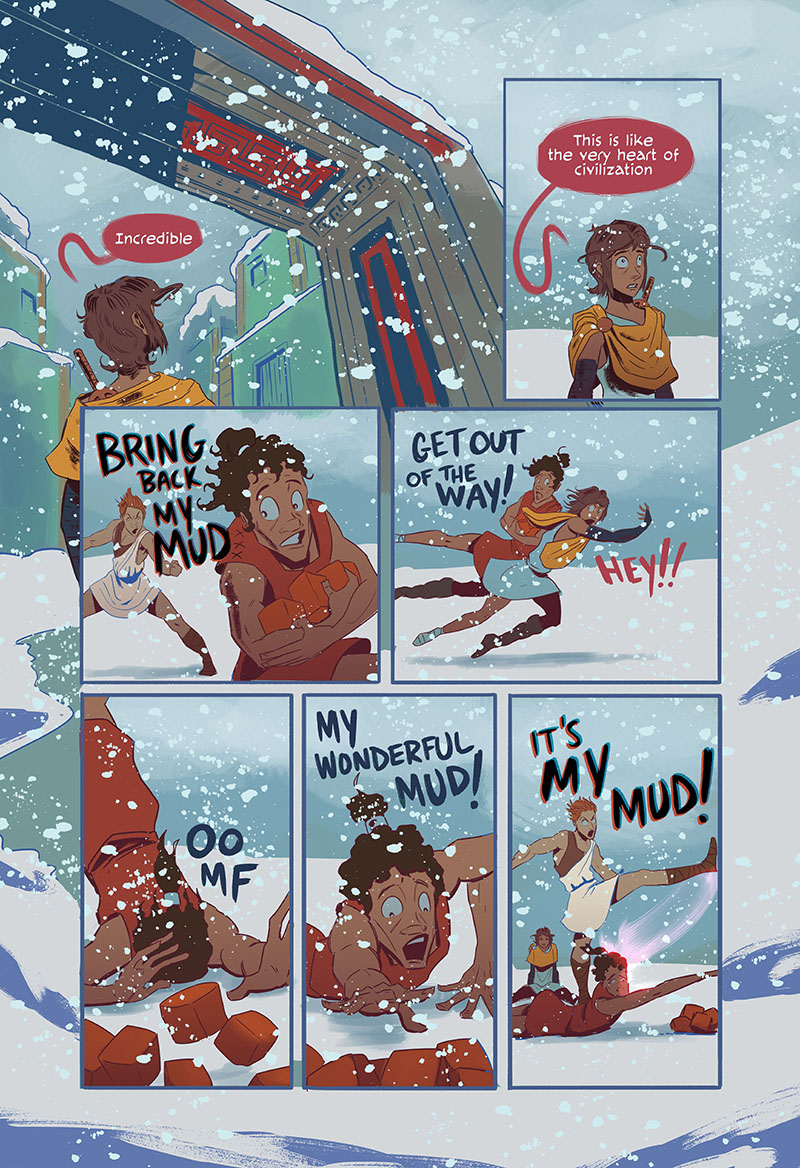 Incredible
This is like
the very heart of
civilization
BRING
BACK
MY
MUD
GET OUT
OF THE
WAY!
HEY!!
OO
MF
MY
WONDERFUL
MUD!
IT'S
MY
MUD!